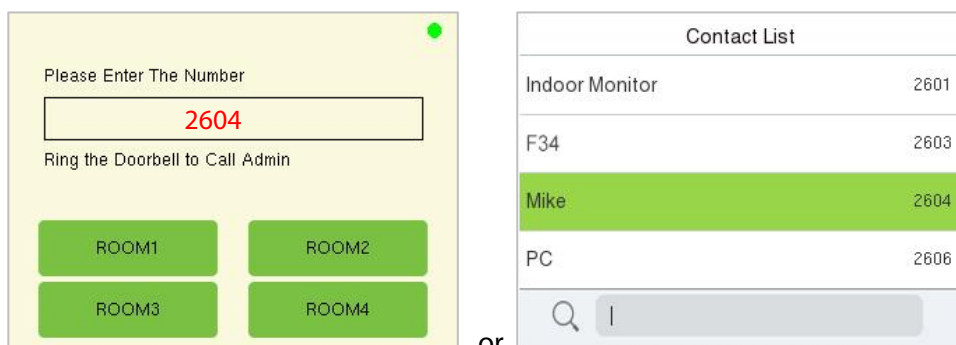 Please Enter The Number
2604
Ring the Doorbell to Call Admin
ROOM1 ROOM2
ROOM3 ROOM4
or
Contact List
Indoor Monitor 2601
F34 2603
Mike 2604
PC 2606